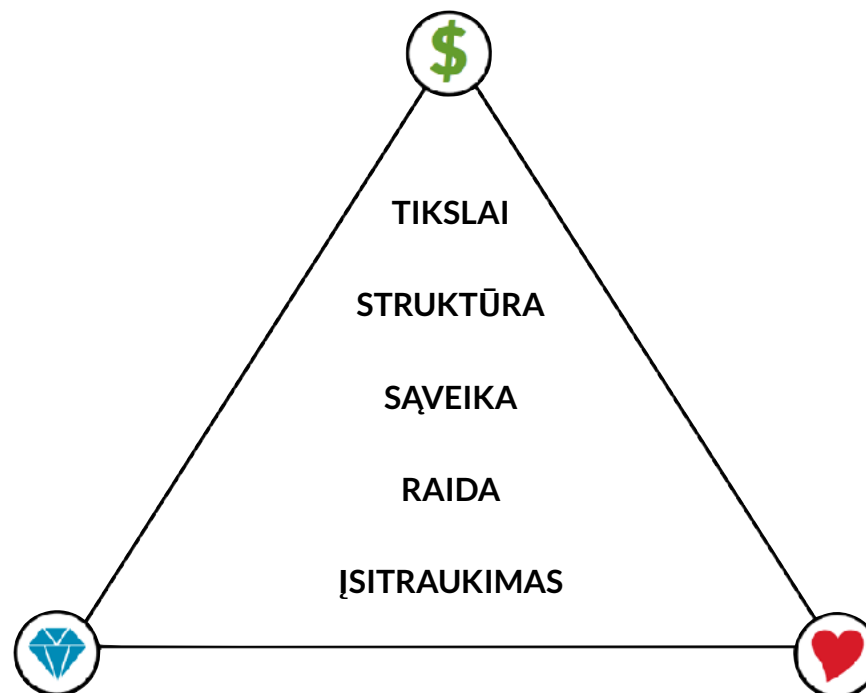 $
TIKSLAI
STRUKTŪRA
SĄVEIKA
RAIDA
ĮSITRAUKIMAS